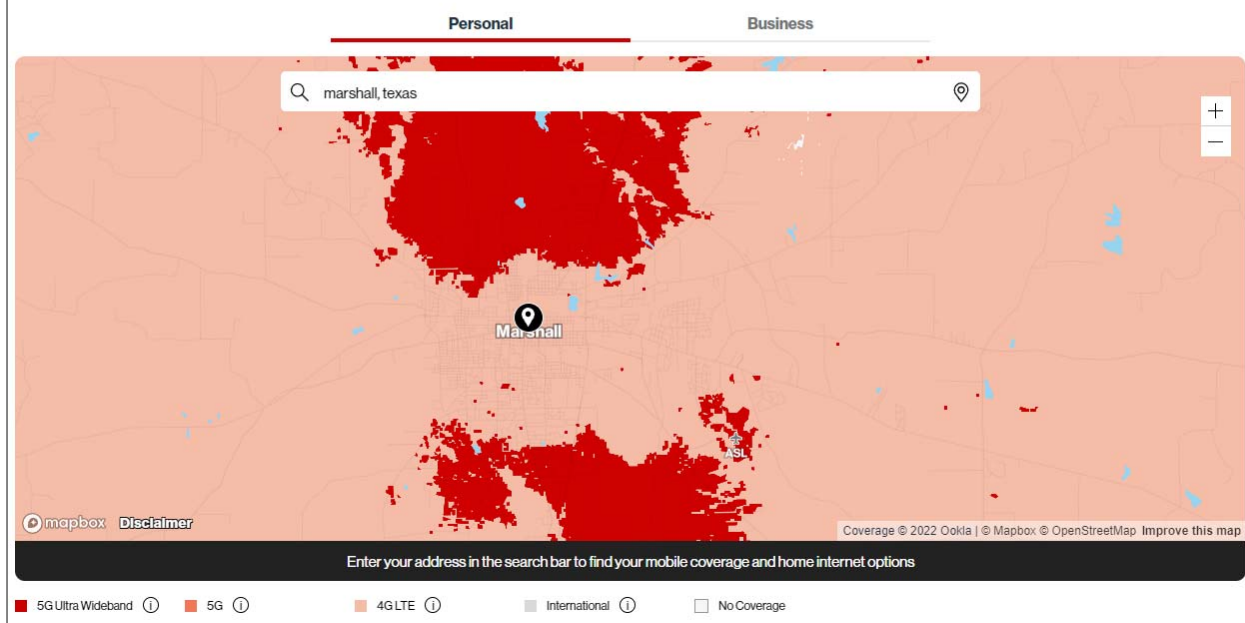 Personal
Business
marshall, texas
+
−
Marshall
ASL
mapbox Disclaimer
Coverage © 2022 Ookla | © Mapbox © OpenStreetMap Improve this map
Enter your address in the search bar to find your mobile coverage and home internet options
5G Ultra Wideband i
5G i
4G LTE i
International i
No Coverage